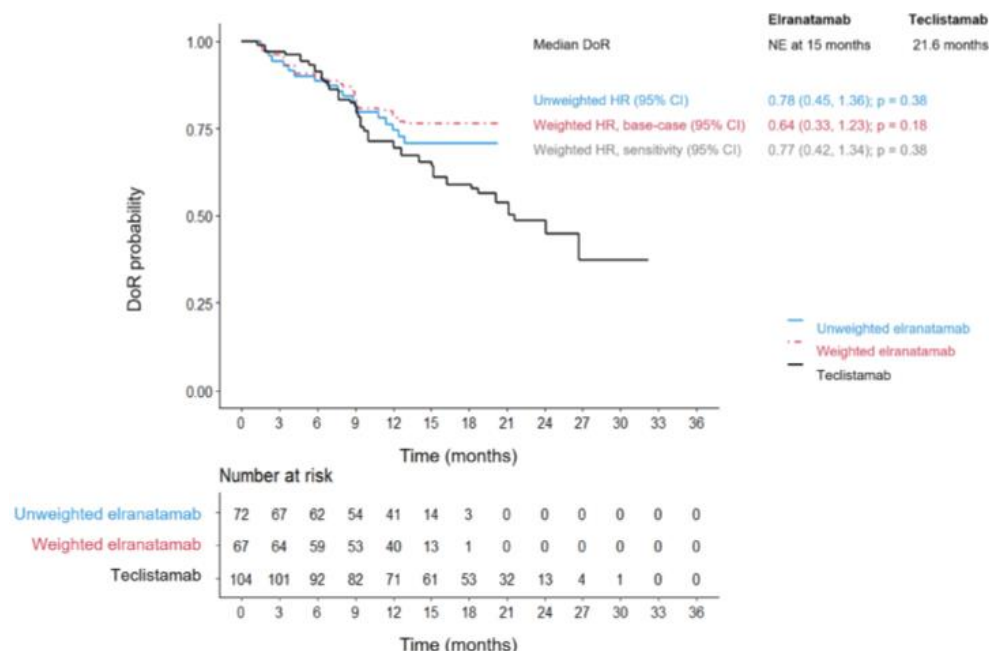 Elranatamab Teclistamab
Median DoR NE at 15 months 21.6 months
Unweighted HR (95% CI) 0.78 (0.45, 1.36); p = 0.38
Weighted HR, base-case (95% CI) 0.64 (0.33, 1.23); p = 0.18
Weighted HR, sensitivity (95% CI) 0.77 (0.42, 1.34); p = 0.38
1.00
0.75
0.50
0.25
0.00
DoR probability
Unweighted elranatamab
Weighted elranatamab
Teclistamab
0 3 6 9 12 15 18 21 24 27 30 33 36
Time (months)
Number at risk
Unweighted elranatamab 72 67 62 54 41 14 3 0 0 0 0 0 0
Weighted elranatamab 67 64 59 53 40 13 1 0 0 0 0 0 0
Teclistamab 104 101 92 82 71 61 53 32 13 4 1 0 0
0 3 6 9 12 15 18 21 24 27 30 33 36
Time (months)